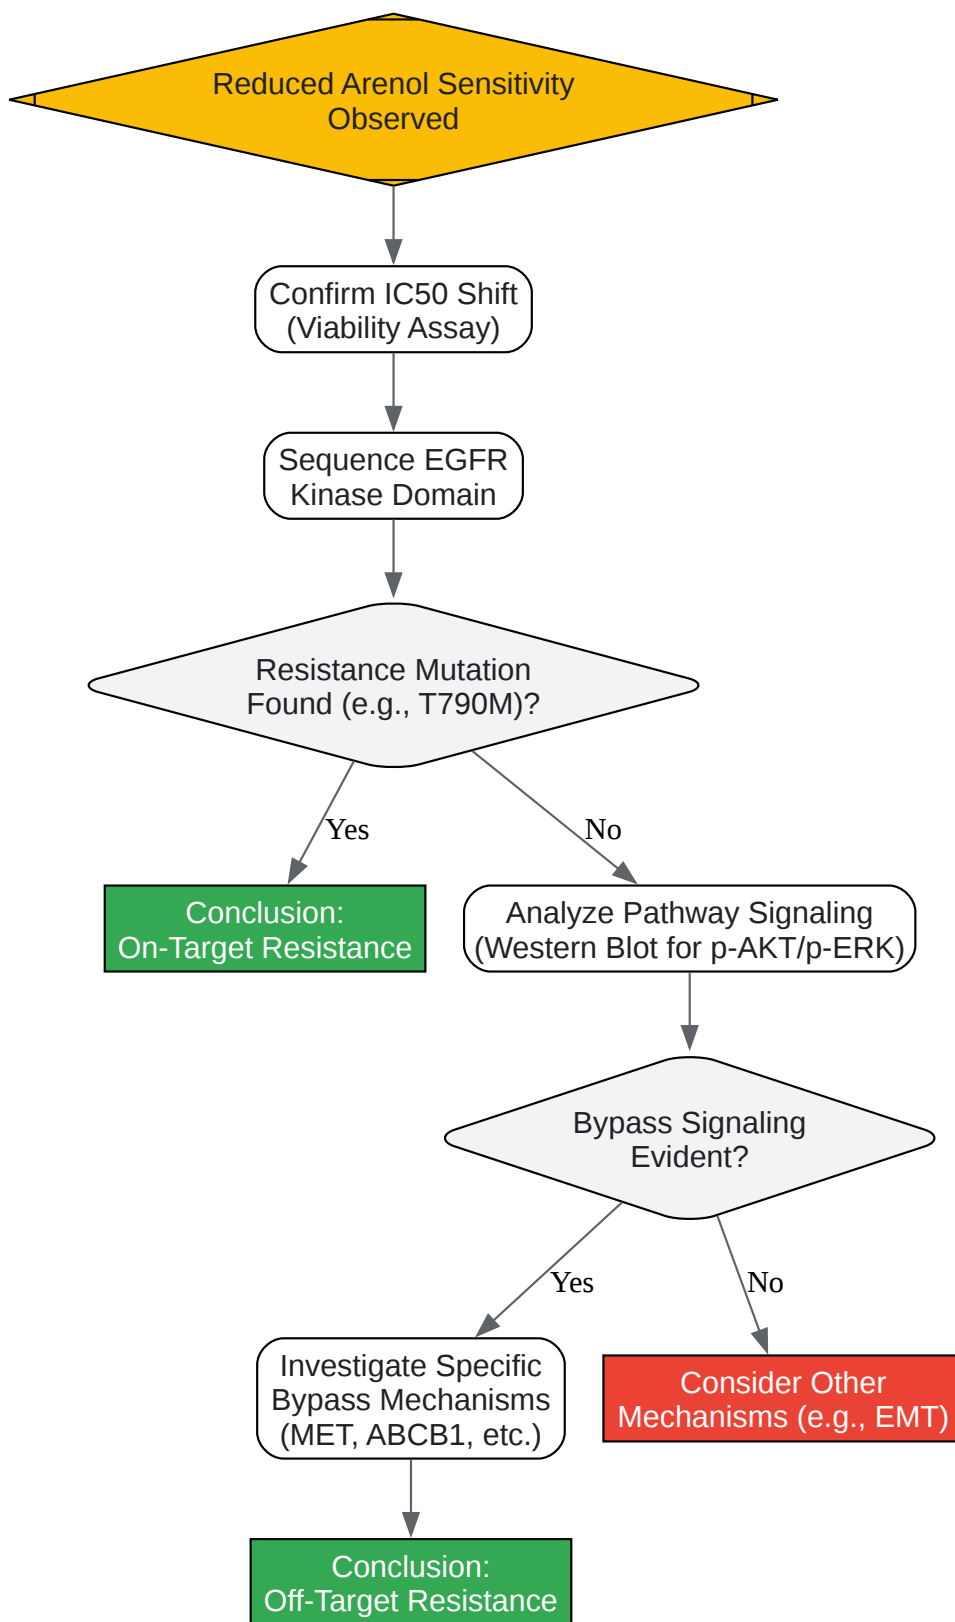 Reduced Arenol Sensitivity
Observed
Confirm IC50 Shift
(Viability Assay)
Sequence EGFR
Kinase Domain
Resistance Mutation
Found (e.g., T790M)?
Yes
No
Conclusion:
On-Target Resistance
Analyze Pathway Signaling
(Western Blot for p-AKT/p-ERK)
Bypass Signaling
Evident?
Yes
No
Investigate Specific
Bypass Mechanisms
(MET, ABCB1, etc.)
Consider Other
Mechanisms (e.g., EMT)
Conclusion:
Off-Target Resistance